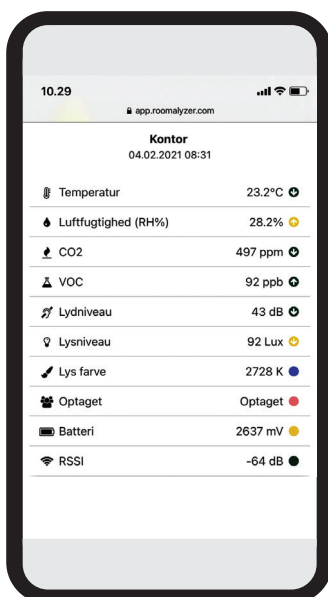 10.29
app.roomalyzer.com
Kontor
04.02.2021 08:31
Temperatur 23.2°C
Luftfugtighed (RH%) 28.2%
CO2 497 ppm
VOC 92 ppb
Lydniveau 43 dB
Lysniveau 92 Lux
Lys farve 2728 K
Optaget Optaget
Batteri 2637 mV
RSSI -64 dB